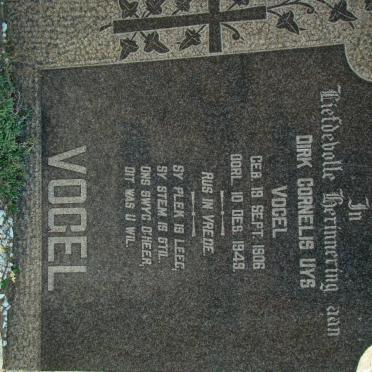 In
Liefdevolle Herinnering aan
DIRK CORNELIS UYS
VOGEL
GEB. 19 SEPT. 1906
OORL. 10 DES. 1949.
RUS IN VREDE.
SY PLEK IS LEEG,
SY STEM IS STIL
ONS SWYG, O HEER,
DIT WAS U WIL.
VOGEL